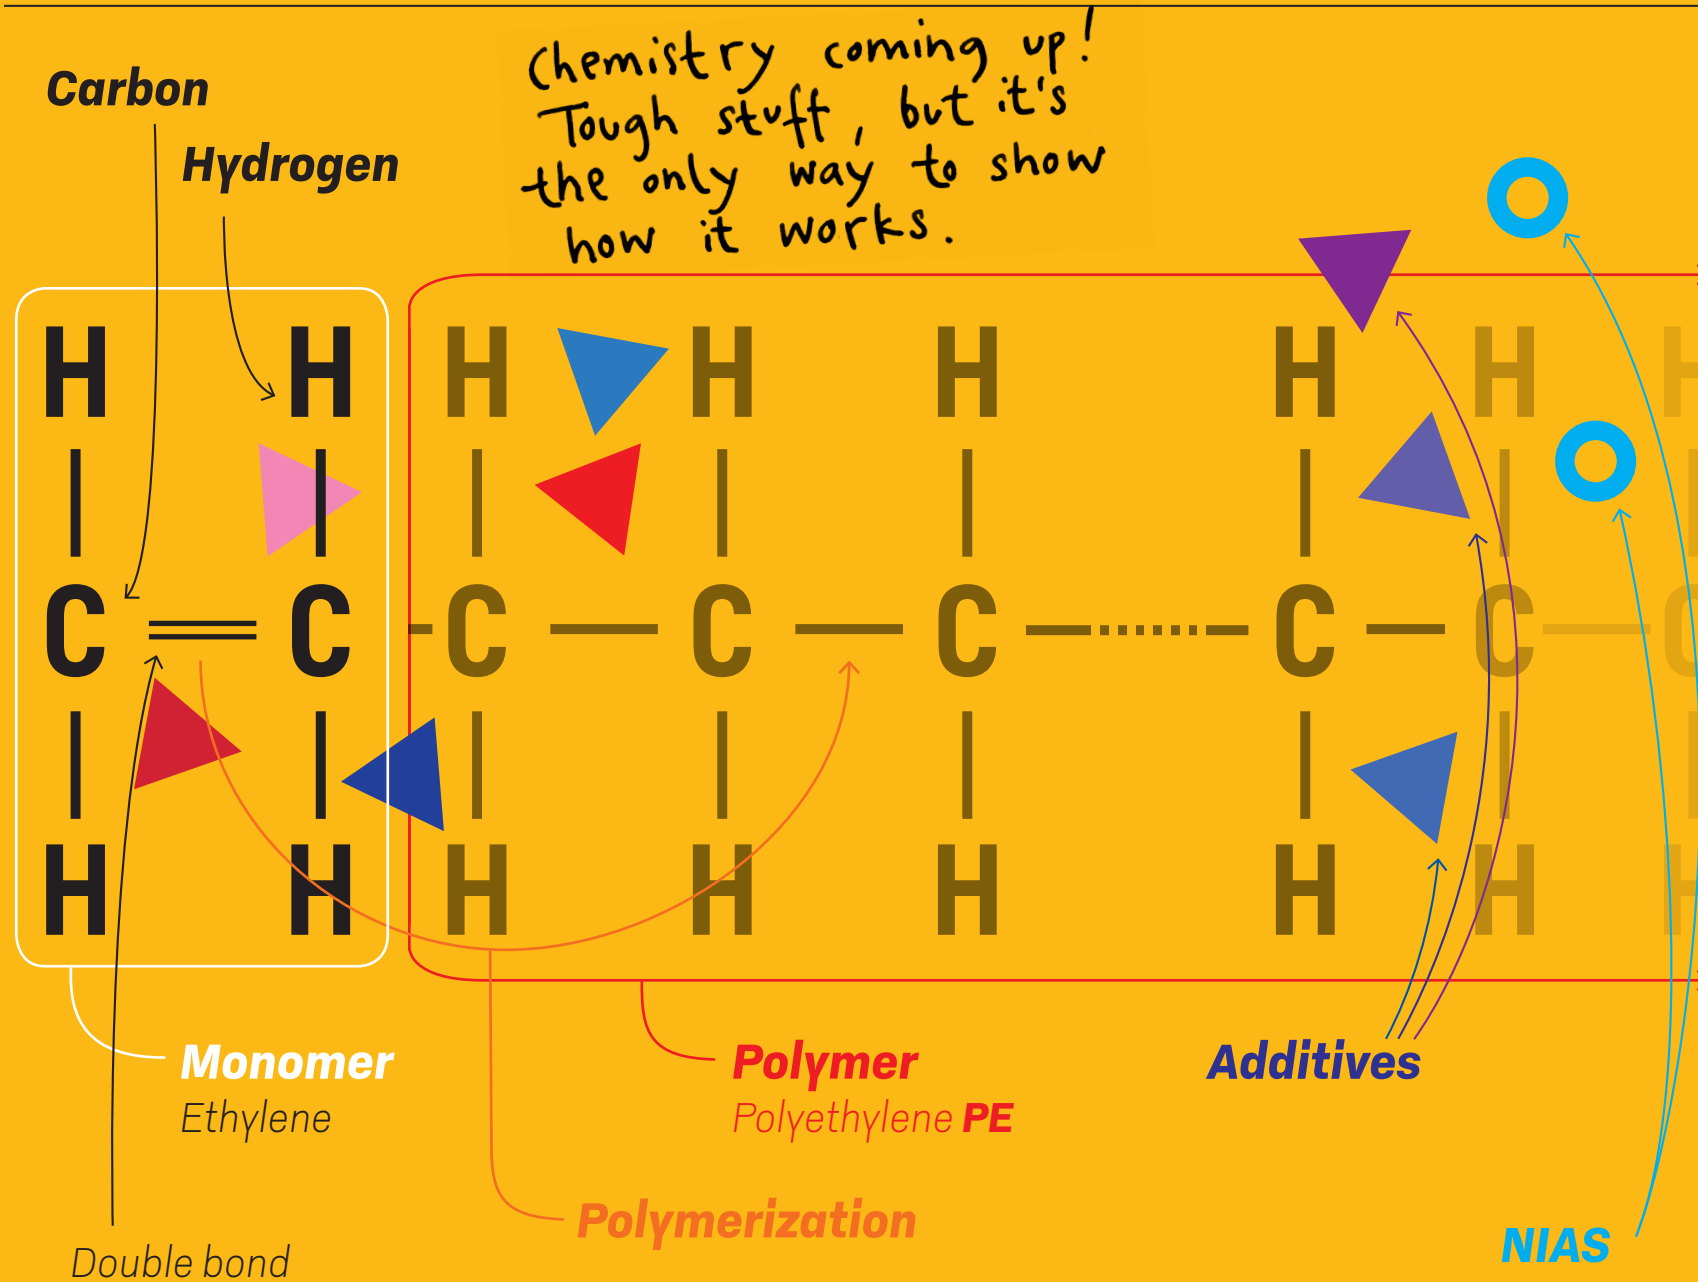 Chemistry coming up!
Tough stuff, but it's
the only way to show
how it works.
Carbon
Hydrogen
H H H H H H H H
C C C C C C C C
H H H H H H H H
Monomer
Ethylene
Polymer
Polyethylene PE
Additives
Polymerization
Double bond
NIAS